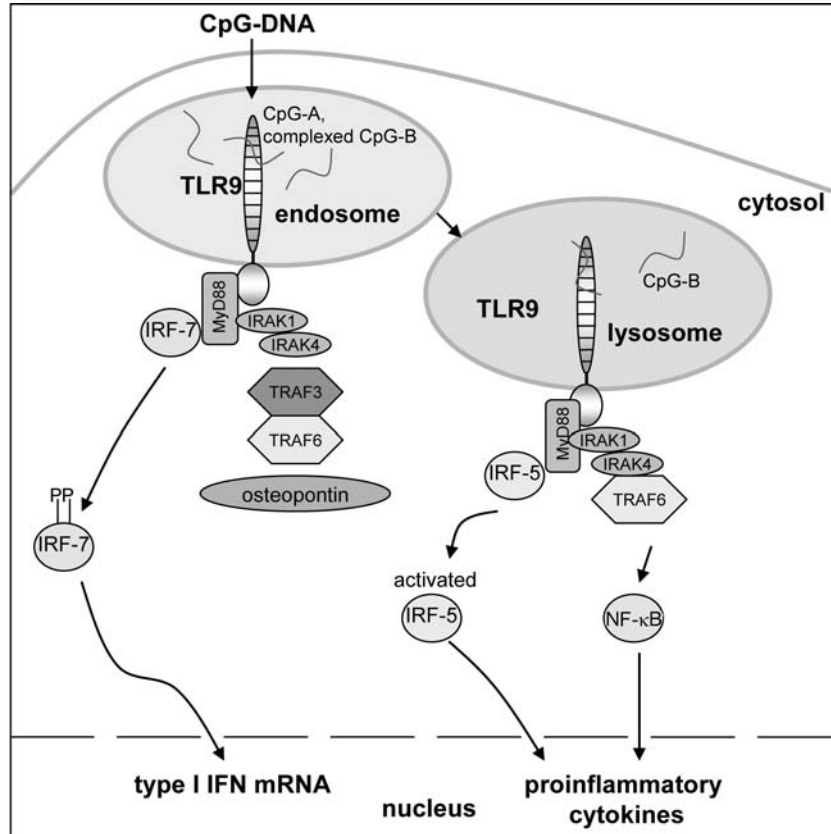 CpG-DNA
CpG-A,
complexed CpG-B
TLR9
endosome
cytosol
MyD88
IRF-7
IRAK1
IRAK4
TRAF3
TRAF6
osteopontin
PP
IRF-7
CpG-B
TLR9
lysosome
MyD88
IRAK1
IRAK4
IRF-5
TRAF6
activated
IRF-5
NF-κB
type I IFN mRNA
proinflammatory
cytokines
nucleus